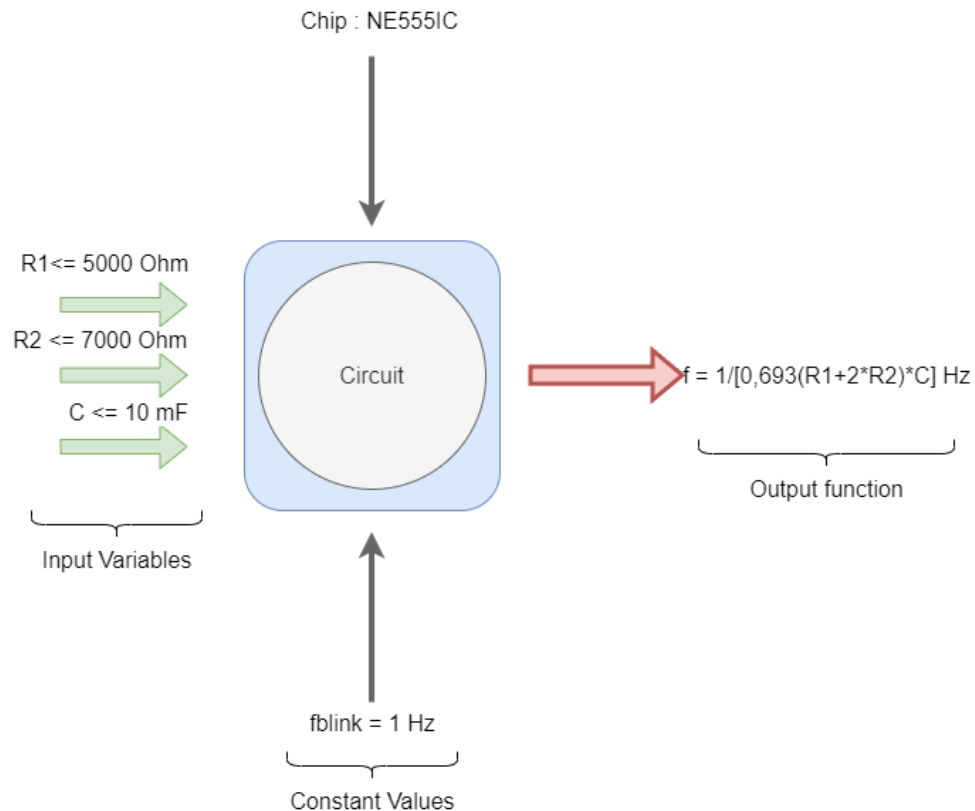 Chip : NE555IC
R1<= 5000 Ohm
R2 <= 7000 Ohm
C <= 10 mF
Input Variables
Circuit
f = 1/[0,693(R1+2*R2)*C] Hz
Output function
fblink = 1 Hz
Constant Values